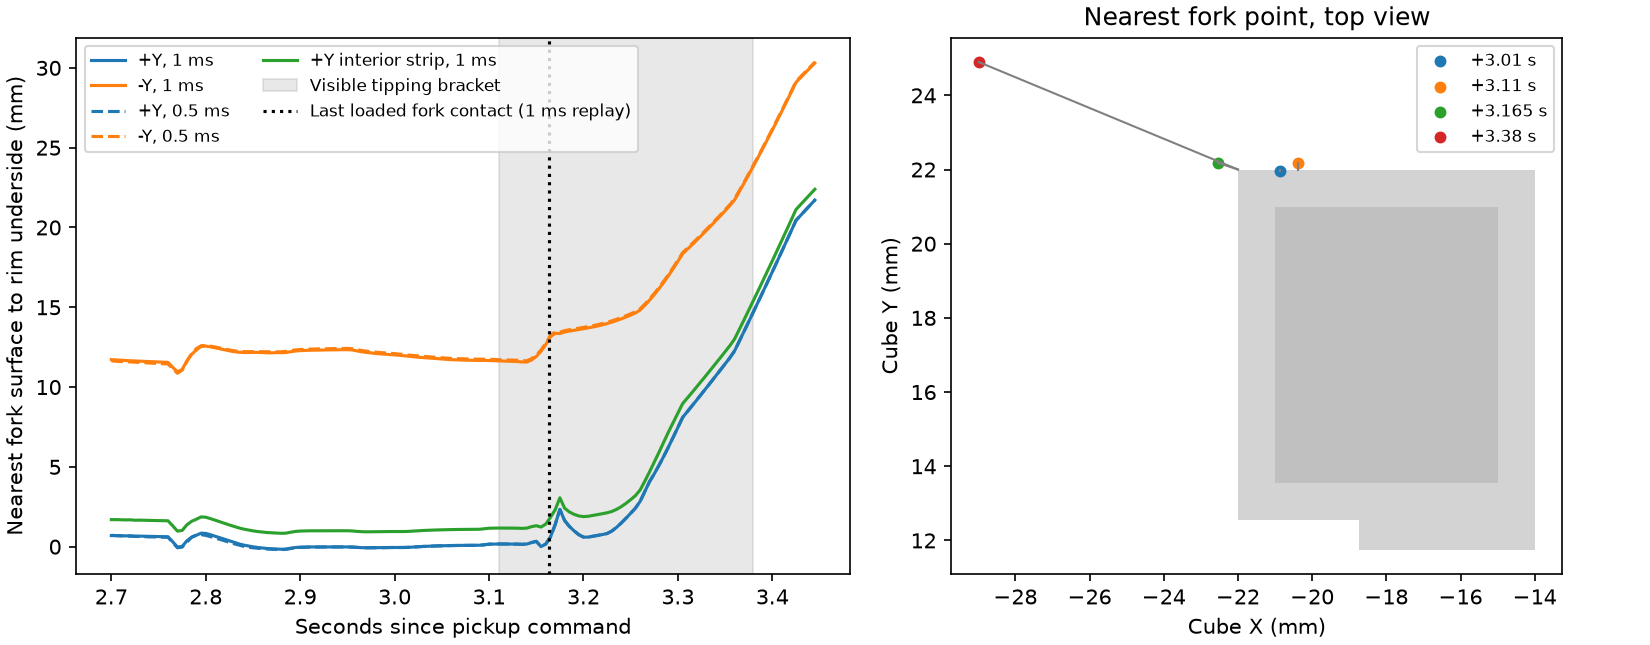 Nearest fork surface to rim underside (mm)
30
25
20
15
10
5
0
+Y, 1 ms
-Y, 1 ms
+Y, 0.5 ms
-Y, 0.5 ms
+Y interior strip, 1 ms
Visible tipping bracket
Last loaded fork contact (1 ms replay)
2.7 2.8 2.9 3.0 3.1 3.2 3.3 3.4
Seconds since pickup command
Nearest fork point, top view
Cube Y (mm)
24
22
20
18
16
14
12
+3.01 s
+3.11 s
+3.165 s
+3.38 s
−28 −26 −24 −22 −20 −18 −16 −14
Cube X (mm)